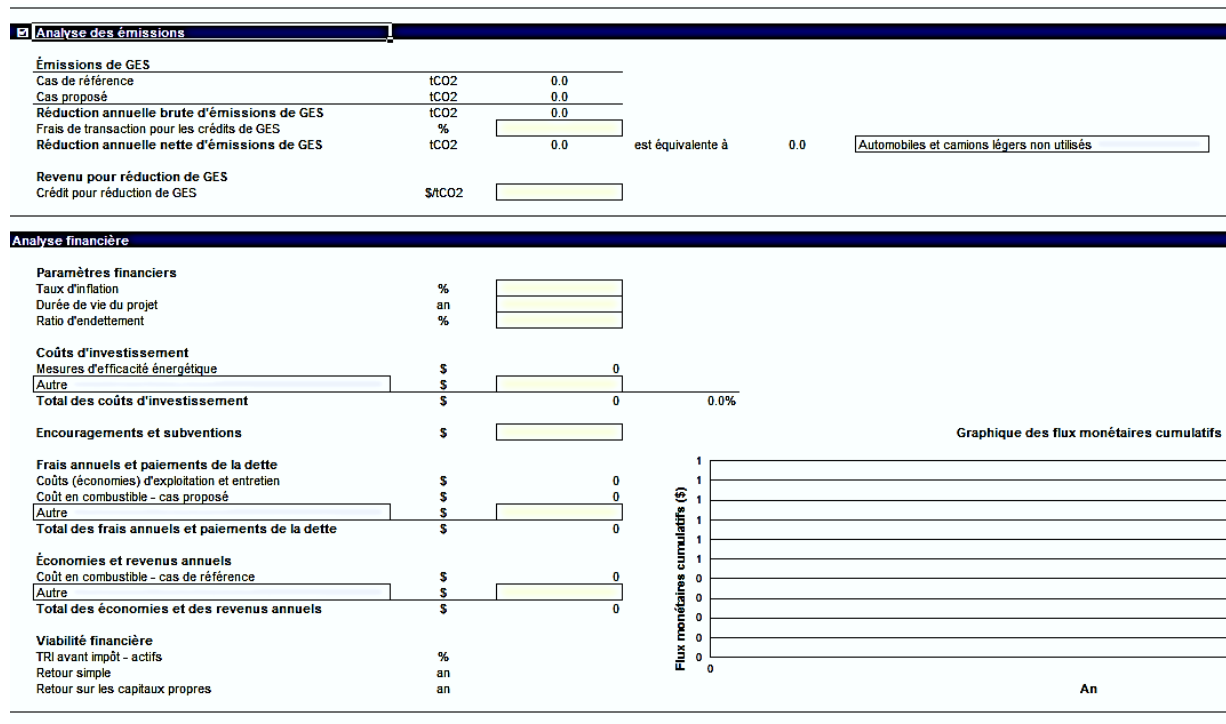 Analyse des émissions
Émissions de GES
Cas de référence tCO2 0.0
Cas proposé tCO2 0.0
Réduction annuelle brute d'émissions de GES tCO2 0.0
Frais de transaction pour les crédits de GES %
Réduction annuelle nette d'émissions de GES tCO2 0.0 est équivalente à 0.0 Automobiles et camions légers non utilisés
Revenu pour réduction de GES
Crédit pour réduction de GES $/tCO2
Analyse financière
Paramètres financiers
Taux d'inflation %
Durée de vie du projet an
Ratio d'endettement %
Coûts d'investissement
Mesures d'efficacité énergétique $ 0
Autre $
Total des coûts d'investissement $ 0 0.0%
Encouragements et subventions $
Frais annuels et paiements de la dette
Coûts (économies) d'exploitation et entretien $ 0
Coût en combustible - cas proposé $ 0
Autre $
Total des frais annuels et paiements de la dette $ 0
Économies et revenus annuels
Coût en combustible - cas de référence $ 0
Autre $
Total des économies et des revenus annuels $ 0
Viabilité financière
TRI avant impôt - actifs %
Retour simple an
Retour sur les capitaux propres an
Graphique des flux monétaires cumulatifs
Flux monétaires cumulatifs ($)
1
1
1
1
1
1
0
0
0
0
0
0
An